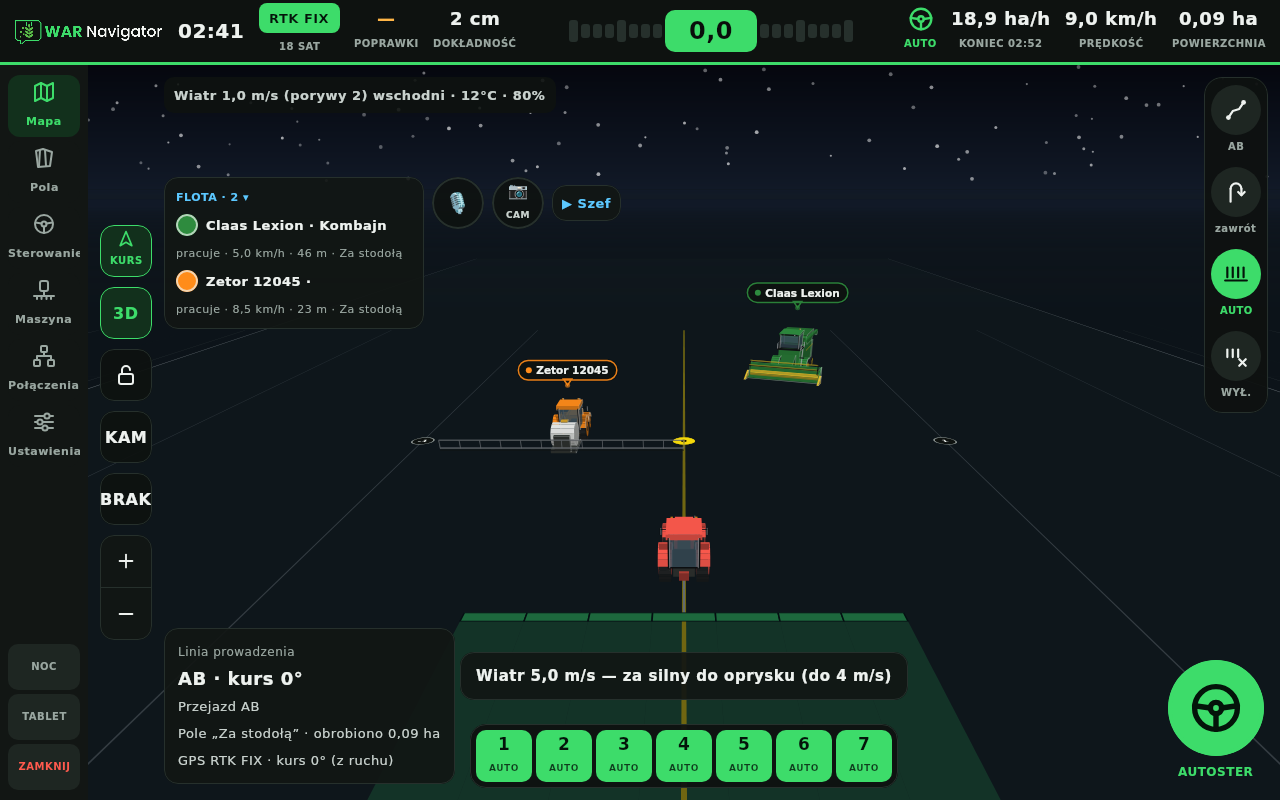 WAR Navigator
02:41
RTK FIX
18 SAT
—
POPRAWKI
2 cm
DOKŁADNOŚĆ
0,0
AUTO
18,9 ha/h
KONIEC 02:52
9,0 km/h
PRĘDKOŚĆ
0,09 ha
POWIERZCHNIA
Mapa
Pola
Sterowanie
Maszyna
Połączenia
Ustawienia
NOC
TABLET
ZAMKNIJ
Wiatr 1,0 m/s (porywy 2) wschodni · 12°C · 80%
FLOTA · 2 ▾
Claas Lexion · Kombajn
pracuje · 5,0 km/h · 46 m · Za stodołą
Zetor 12045 ·
pracuje · 8,5 km/h · 23 m · Za stodołą
CAM
▶ Szef
KURS
3D
KAM
BRAK
+
−
Claas Lexion
Zetor 12045
AB
zawrót
AUTO
WYŁ.
Linia prowadzenia
AB · kurs 0°
Przejazd AB
Pole „Za stodołą” · obrobiono 0,09 ha
GPS RTK FIX · kurs 0° (z ruchu)
Wiatr 5,0 m/s — za silny do oprysku (do 4 m/s)
1 2 3 4 5 6 7
AUTO AUTO AUTO AUTO AUTO AUTO AUTO
AUTOSTER